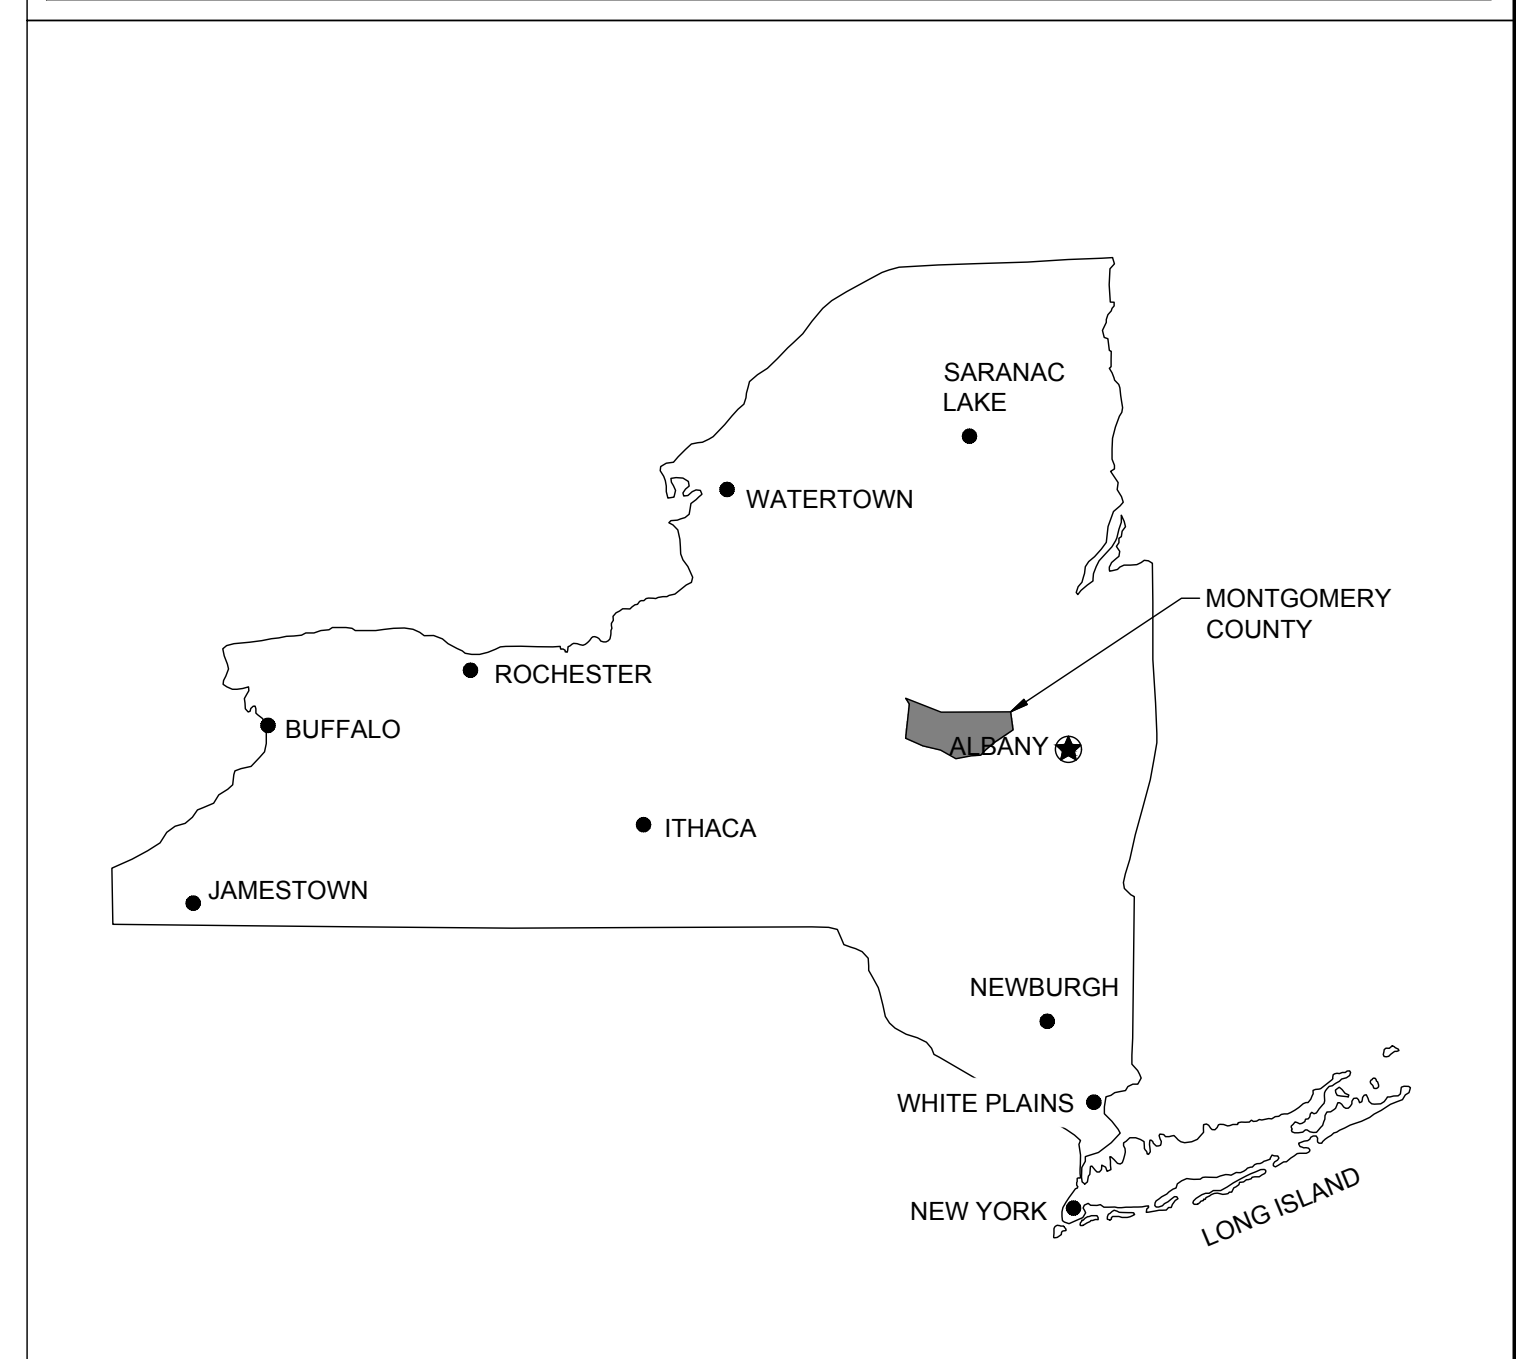 SARANAC
LAKE
WATERTOWN
MONTGOMERY
COUNTY
ROCHESTER
BUFFALO
ALBANY
ITHACA
JAMESTOWN
NEWBURGH
WHITE PLAINS
NEW YORK
LONG ISLAND